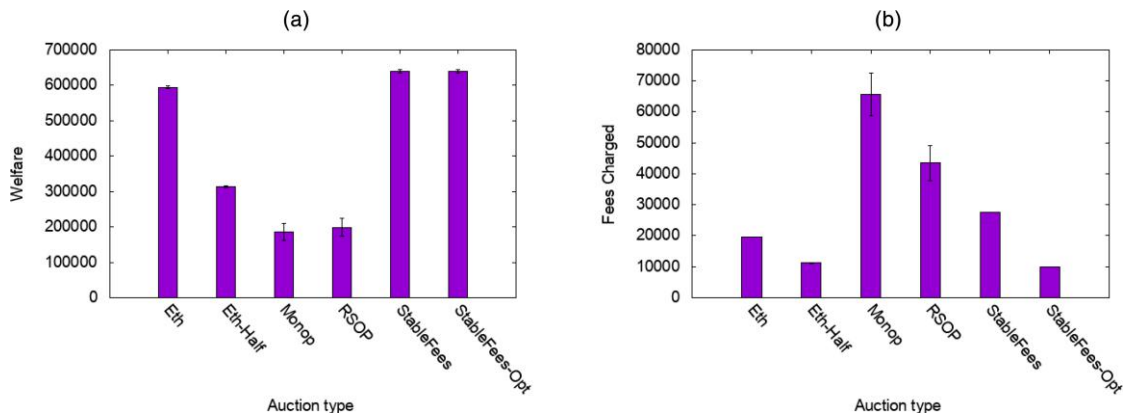 (a)
700000
600000
500000
400000
300000
200000
100000
0
Welfare
Eth
Eth-Half
Monop
RSOP
StableFees
StableFees-Opt
Auction type
(b)
80000
70000
60000
50000
40000
30000
20000
10000
0
Fees Charged
Eth
Eth-Half
Monop
RSOP
StableFees
StableFees-Opt
Auction type